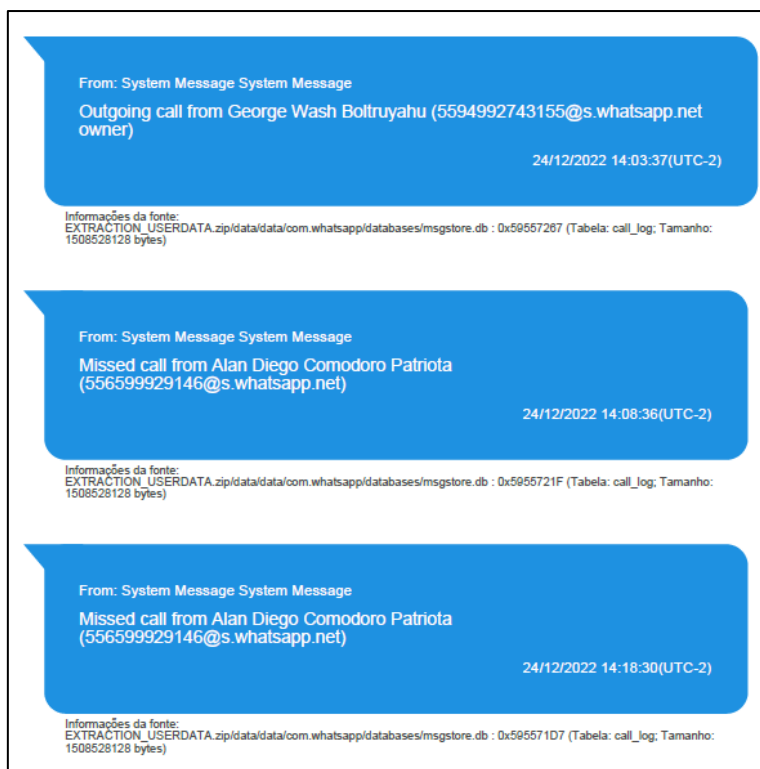 From: System Message System Message
Outgoing call from George Wash Boltruyahu (5594992743155@s.whatsapp.net
owner)
24/12/2022 14:03:37(UTC-2)
Informações da fonte:
EXTRACTION_USERDATA.zip/data/data/com.whatsapp/databases/msgstore.db : 0x59557267 (Tabela: call_log; Tamanho:
1508528128 bytes)
From: System Message System Message
Missed call from Alan Diego Comodoro Patriota
(556599929146@s.whatsapp.net)
24/12/2022 14:08:36(UTC-2)
Informações da fonte:
EXTRACTION_USERDATA.zip/data/data/com.whatsapp/databases/msgstore.db : 0x5955721F (Tabela: call_log; Tamanho:
1508528128 bytes)
From: System Message System Message
Missed call from Alan Diego Comodoro Patriota
(556599929146@s.whatsapp.net)
24/12/2022 14:18:30(UTC-2)
Informações da fonte:
EXTRACTION_USERDATA.zip/data/data/com.whatsapp/databases/msgstore.db : 0x595571D7 (Tabela: call_log; Tamanho:
1508528128 bytes)